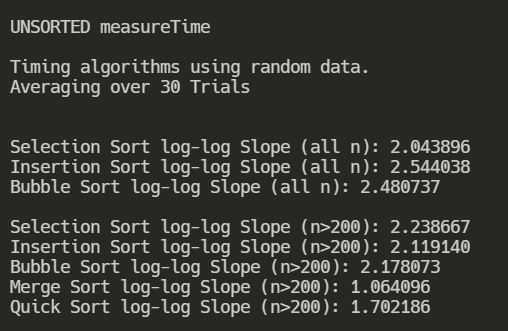 UNSORTED measureTime
Timing algorithms using random data.
Averaging over 30 Trials
Selection Sort log-log Slope (all n): 2.043896
Insertion Sort log-log Slope (all n): 2.544038
Bubble Sort log-log Slope (all n): 2.480737
Selection Sort log-log Slope (n>200): 2.238667
Insertion Sort log-log Slope (n>200): 2.119140
Bubble Sort log-log Slope (n>200): 2.178073
Merge Sort log-log Slope (n>200): 1.064096
Quick Sort log-log Slope (n>200): 1.702186